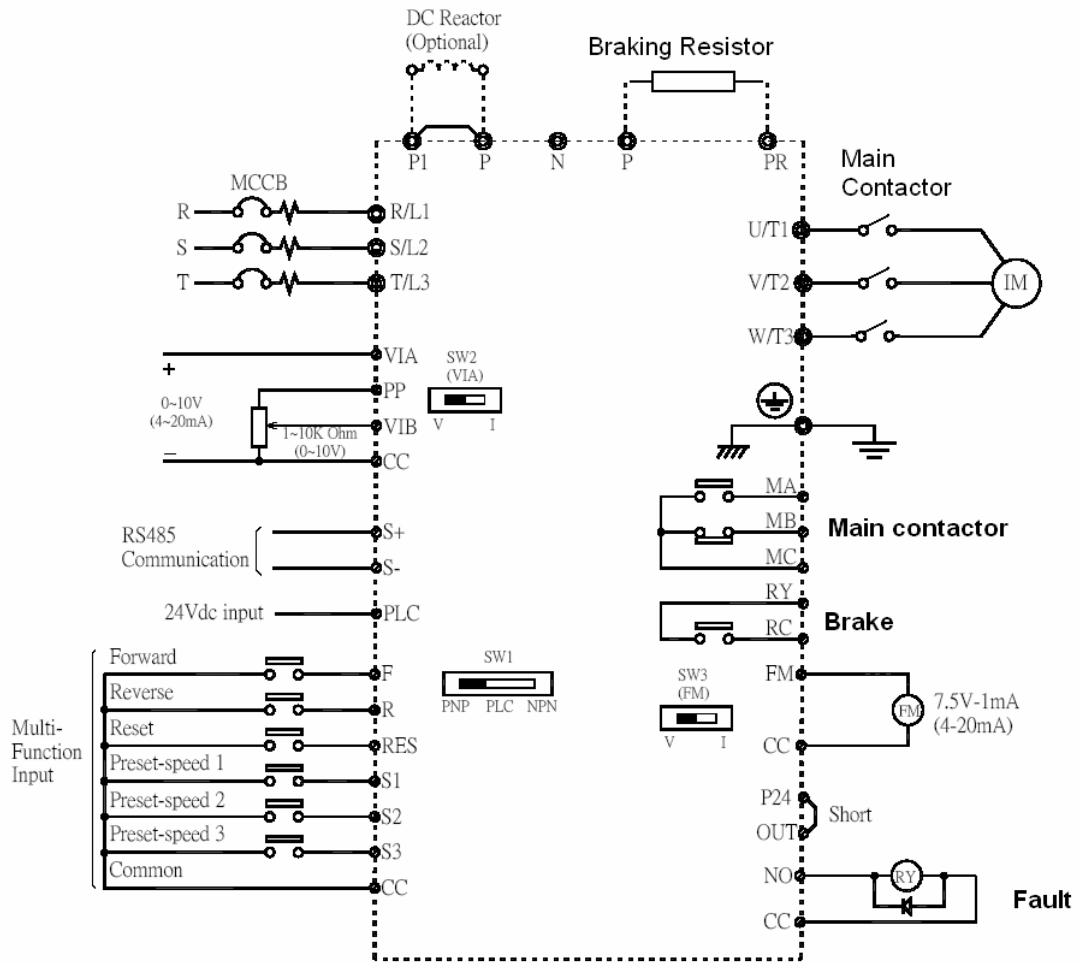 DC Reactor
(Optional)
Braking Resistor
P1
P
N
P
PR
Main
Contactor
MCCB
R
R/L1
S
S/L2
T
T/L3
U/T1
V/T2
W/T3
IM
VIA
+
PP
0~10V
(4~20mA)
VIB
1~10K Ohm
(0~10V)
−
CC
SW2
(VIA)
V
I
RS485
Communication
S+
S-
24Vdc input
PLC
MA
MB
MC
Main contactor
RY
RC
Brake
Multi-
Function
Input
Forward
F
Reverse
R
Reset
RES
Preset-speed 1
S1
Preset-speed 2
S2
Preset-speed 3
S3
Common
CC
SW1
PNP
PLC
NPN
SW3
(FM)
V
I
FM
FM
7.5V-1mA
(4-20mA)
CC
P24
OUT
Short
NO
RY
CC
Fault